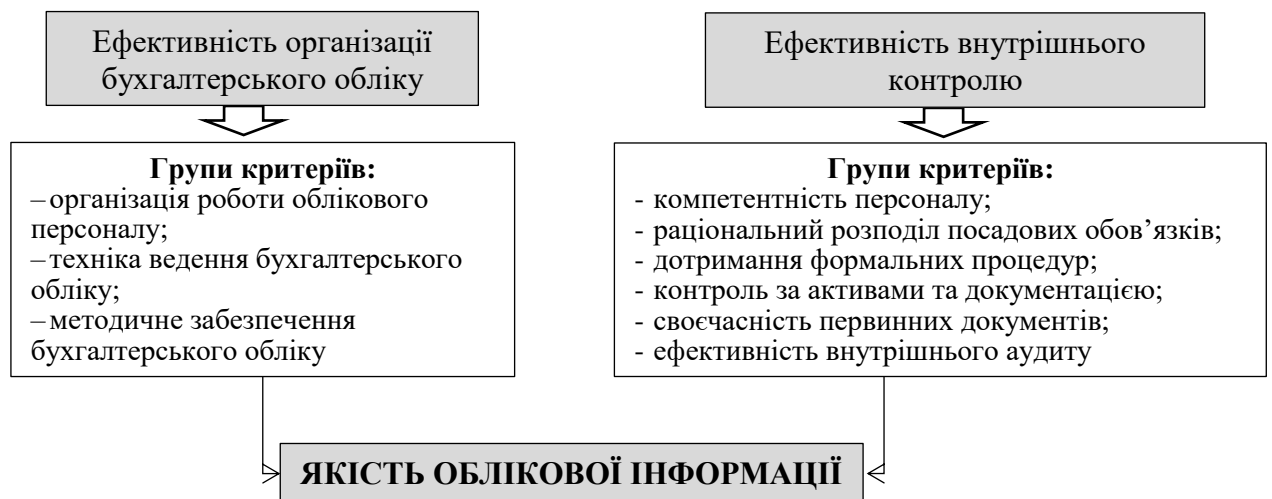 Ефективність організації
бухгалтерського обліку
Ефективність внутрішнього
контролю
Групи критеріїв:
– організація роботи облікового
персоналу;
– техніка ведення бухгалтерського
обліку;
– методичне забезпечення
бухгалтерського обліку
Групи критеріїв:
- компетентність персоналу;
- раціональний розподіл посадових обов’язків;
- дотримання формальних процедур;
- контроль за активами та документацією;
- своєчасність первинних документів;
- ефективність внутрішнього аудиту
ЯКІСТЬ ОБЛІКОВОЇ ІНФОРМАЦІЇ